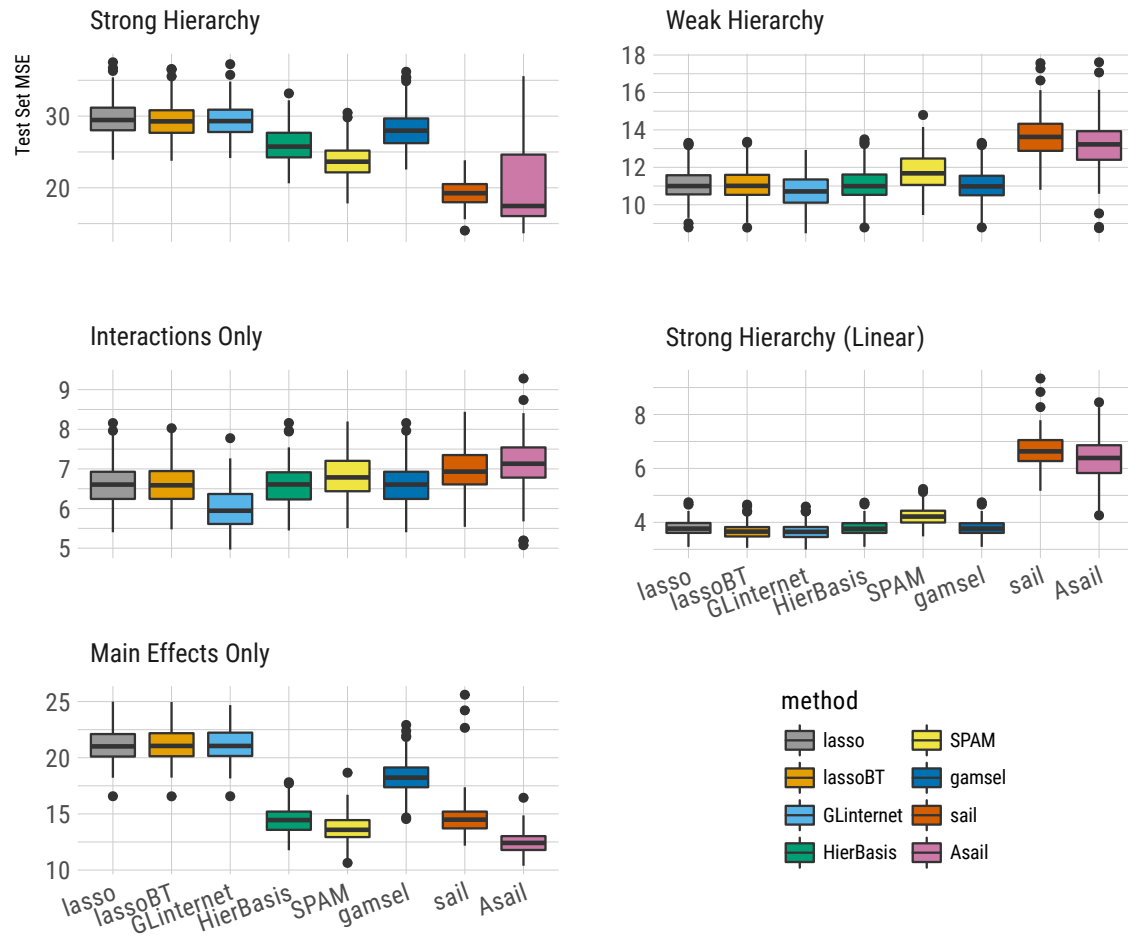 Strong Hierarchy
Test Set MSE
30
20
Weak Hierarchy
18
16
14
12
10
Interactions Only
9
8
7
6
5
Strong Hierarchy (Linear)
8
6
4
lasso
lassoBT
GLinternet
HierBasis
SPAM
gamsel
sail
Asail
Main Effects Only
25
20
15
10
lasso
lassoBT
GLinternet
HierBasis
SPAM
gamsel
sail
Asail
method
lasso
lassoBT
GLinternet
HierBasis
SPAM
gamsel
sail
Asail